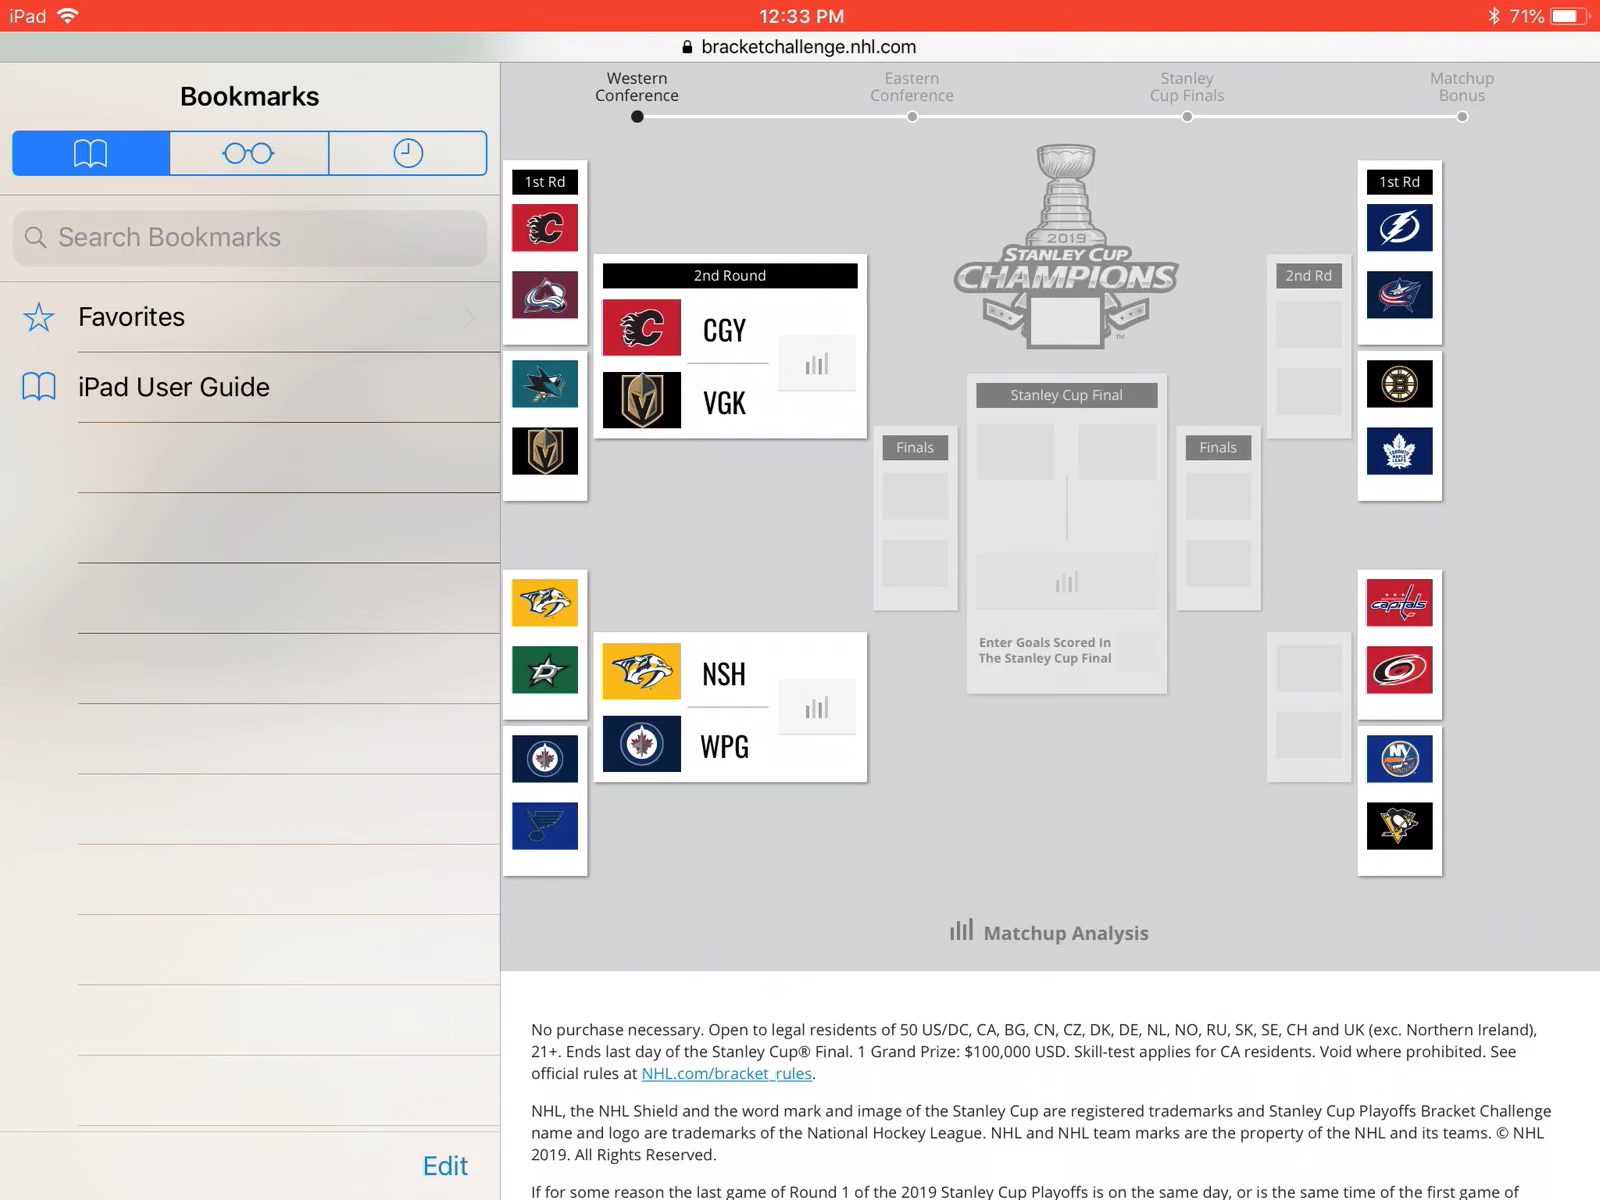 iPad
12:33 PM
71%
bracketchallenge.nhl.com
Bookmarks
Search Bookmarks
Favorites
iPad User Guide
Edit
Western
Conference
Eastern
Conference
Stanley
Cup Finals
Matchup
Bonus
1st Rd
2nd Round
CGY
VGK
NSH
WPG
2019
STANLEY CUP
CHAMPIONS
TM
Finals
Stanley Cup Final
Enter Goals Scored In
The Stanley Cup Final
Finals
2nd Rd
1st Rd
TORONTO
MAPLE
LEAFS
capitals
NY
Matchup Analysis
No purchase necessary. Open to legal residents of 50 US/DC, CA, BG, CN, CZ, DK, DE, NL, NO, RU, SK, SE, CH and UK (exc. Northern Ireland),
21+. Ends last day of the Stanley Cup® Final. 1 Grand Prize: $100,000 USD. Skill-test applies for CA residents. Void where prohibited. See
official rules at NHL.com/bracket_rules.
NHL, the NHL Shield and the word mark and image of the Stanley Cup are registered trademarks and Stanley Cup Playoffs Bracket Challenge
name and logo are trademarks of the National Hockey League. NHL and NHL team marks are the property of the NHL and its teams. © NHL
2019. All Rights Reserved.
If for some reason the last game of Round 1 of the 2019 Stanley Cup Playoffs is on the same day, or is the same time of the first game of